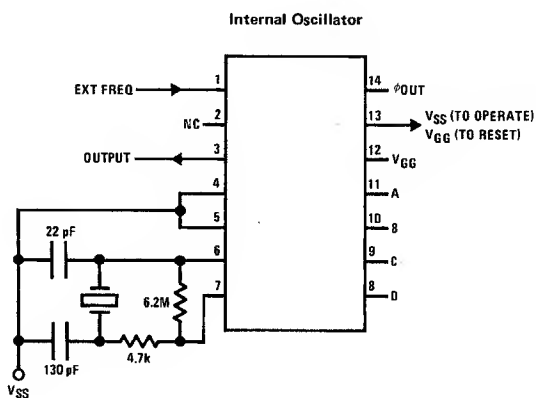 Internal Oscillator
EXT FREQ
1
14
ϕOUT
NC
2
13
VSS (TO OPERATE)
VGG (TO RESET)
OUTPUT
3
12
VGG
4
11
A
5
10
B
22 pF
6
9
C
6.2M
7
8
D
4.7k
130 pF
VSS